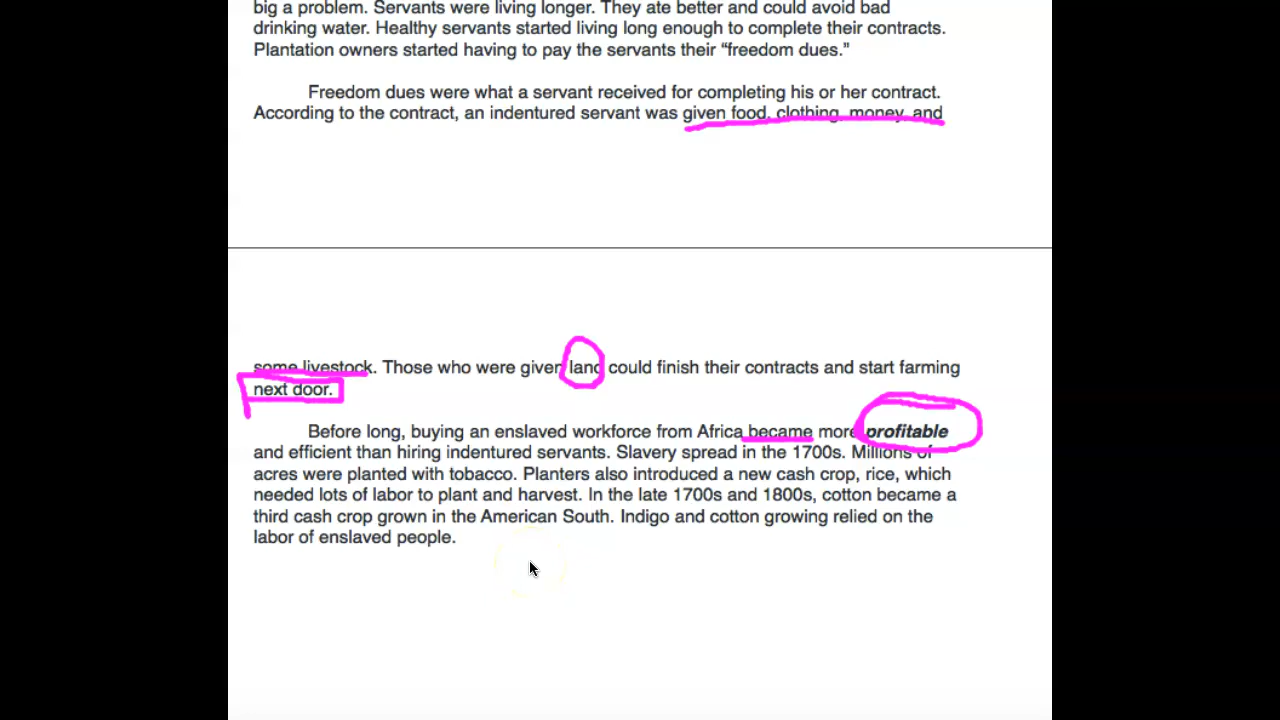 big a problem. Servants were living longer. They ate better and could avoid bad
drinking water. Healthy servants started living long enough to complete their contracts.
Plantation owners started having to pay the servants their “freedom dues.”
Freedom dues were what a servant received for completing his or her contract.
According to the contract, an indentured servant was given food, clothing, money, and
some livestock. Those who were given land could finish their contracts and start farming
next door.
Before long, buying an enslaved workforce from Africa became more profitable
and efficient than hiring indentured servants. Slavery spread in the 1700s. Millions of
acres were planted with tobacco. Planters also introduced a new cash crop, rice, which
needed lots of labor to plant and harvest. In the late 1700s and 1800s, cotton became a
third cash crop grown in the American South. Indigo and cotton growing relied on the
labor of enslaved people.